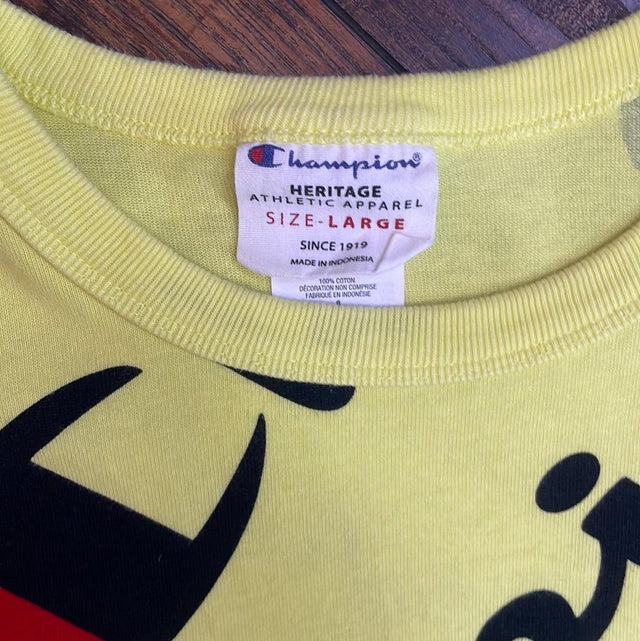 Champion®
HERITAGE
ATHLETIC APPAREL
SIZE-LARGE
SINCE 1919
MADE IN INDONESIA
100% COTON
DÉCORATION NON COMPRISE
FABRIQUÉ EN INDONÉSIE